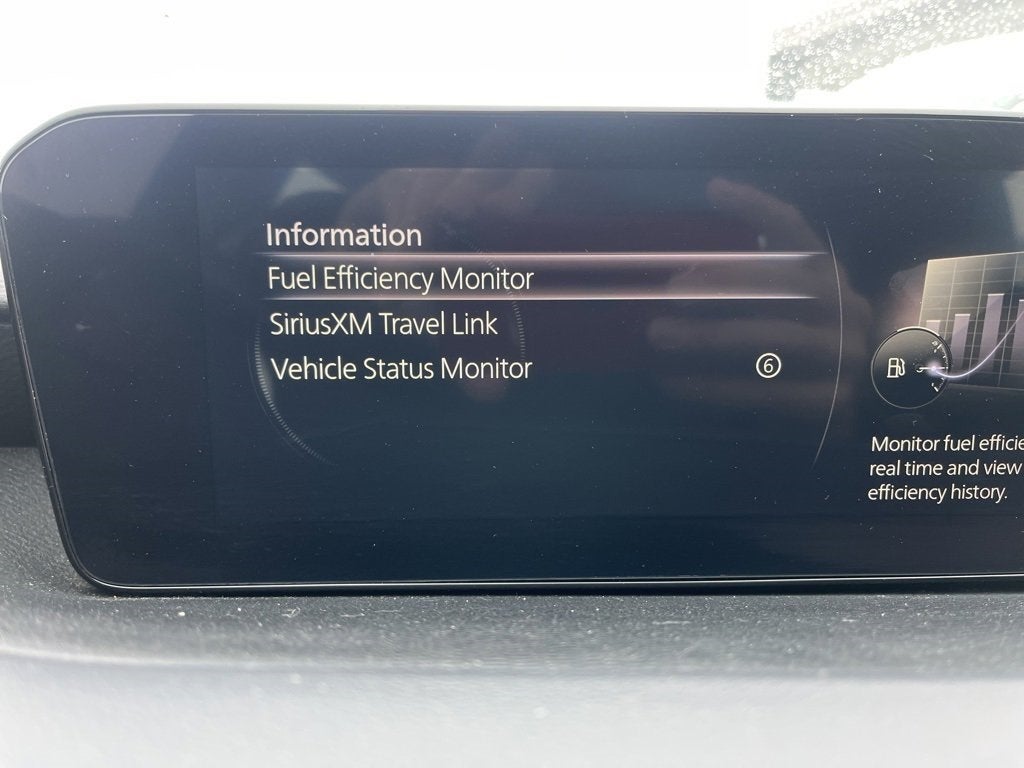 Information
Fuel Efficiency Monitor
SiriusXM Travel Link
Vehicle Status Monitor 6
Monitor fuel efficie
real time and view
efficiency history.